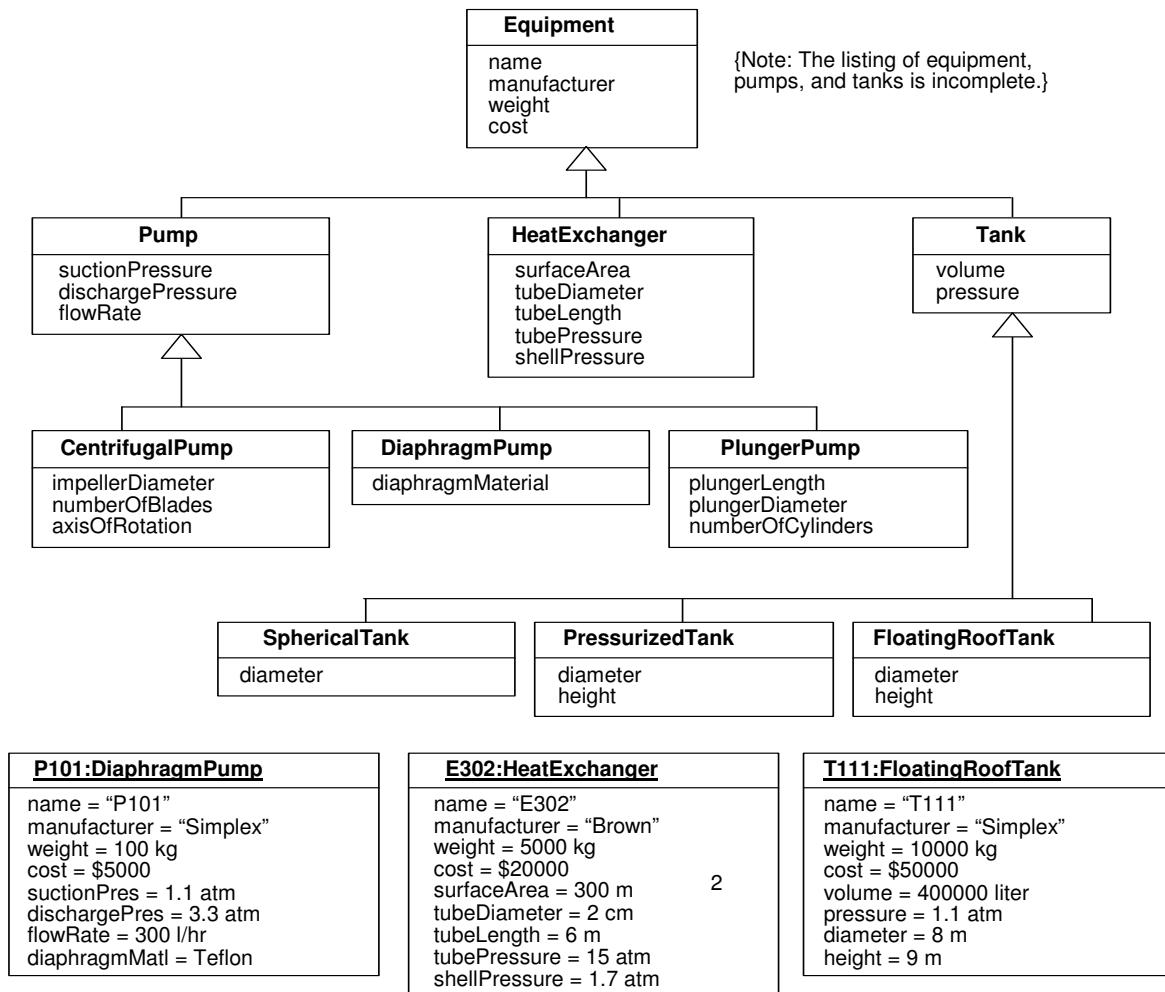 Equipment
name
manufacturer
weight
cost
{Note: The listing of equipment,
pumps, and tanks is incomplete.}
Pump
suctionPressure
dischargePressure
flowRate
HeatExchanger
surfaceArea
tubeDiameter
tubeLength
tubePressure
shellPressure
Tank
volume
pressure
CentrifugalPump
impellerDiameter
numberOfBlades
axisOfRotation
DiaphragmPump
diaphragmMaterial
PlungerPump
plungerLength
plungerDiameter
numberOfCylinders
SphericalTank
diameter
PressurizedTank
diameter
height
FloatingRoofTank
diameter
height
P101:DiaphragmPump
name = “P101”
manufacturer = “Simplex”
weight = 100 kg
cost = $5000
suctionPres = 1.1 atm
dischargePres = 3.3 atm
flowRate = 300 l/hr
diaphragmMatl = Teflon
E302:HeatExchanger
name = “E302”
manufacturer = “Brown”
weight = 5000 kg
cost = $20000
surfaceArea = 300 m 2
tubeDiameter = 2 cm
tubeLength = 6 m
tubePressure = 15 atm
shellPressure = 1.7 atm
T111:FloatingRoofTank
name = “T111”
manufacturer = “Simplex”
weight = 10000 kg
cost = $50000
volume = 400000 liter
pressure = 1.1 atm
diameter = 8 m
height = 9 m